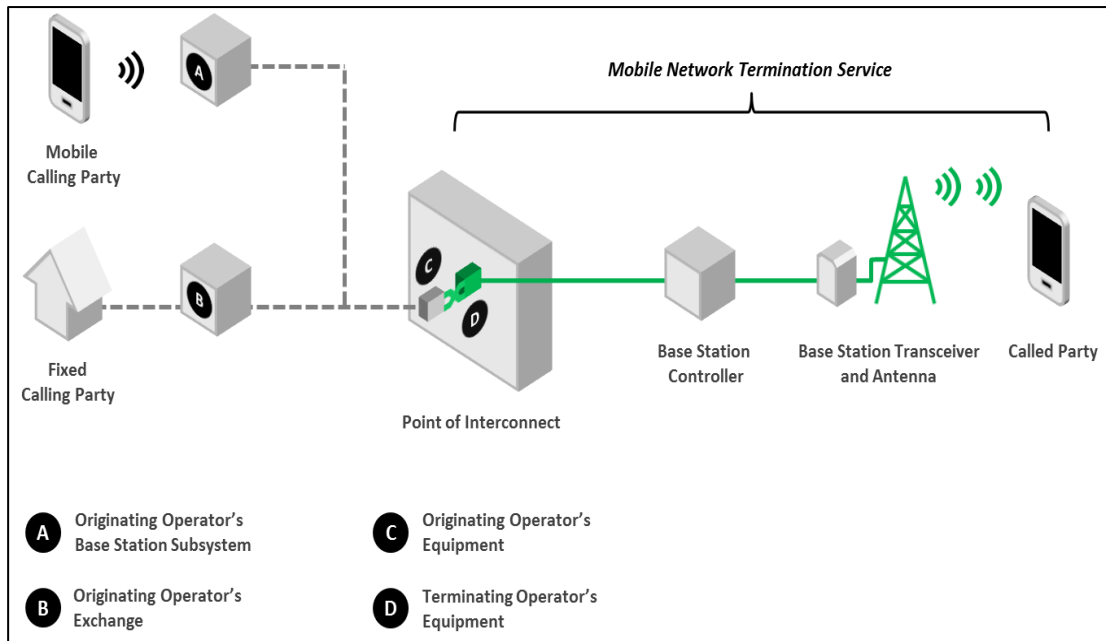 Mobile Network Termination Service
A
Mobile
Calling Party
C
B
D
Fixed
Calling Party
Point of Interconnect
Base Station
Controller
Base Station Transceiver
and Antenna
Called Party
A
Originating Operator's
Base Station Subsystem
C
Originating Operator's
Equipment
B
Originating Operator's
Exchange
D
Terminating Operator's
Equipment